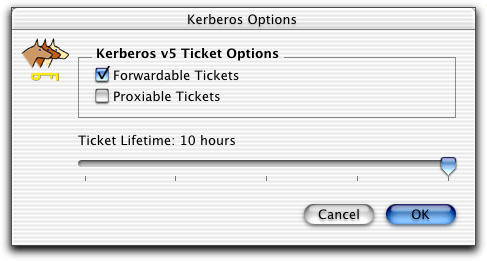 Kerberos Options
Kerberos v5 Ticket Options
Forwardable Tickets
Proxiable Tickets
Ticket Lifetime: 10 hours
Cancel
OK